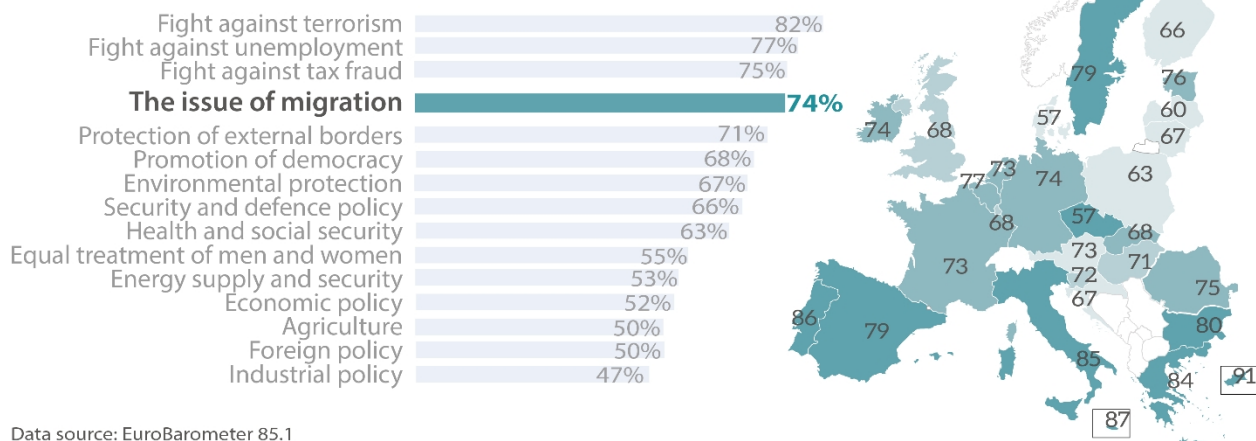 Fight against terrorism 82%
Fight against unemployment 77%
Fight against tax fraud 75%
The issue of migration 74%
Protection of external borders 71%
Promotion of democracy 68%
Environmental protection 67%
Security and defence policy 66%
Health and social security 63%
Equal treatment of men and women 55%
Energy supply and security 53%
Economic policy 52%
Agriculture 50%
Foreign policy 50%
Industrial policy 47%
66
79
76
60
57
67
74
68
73
77
74
63
68
57
68
73
71
73
72
75
67
86
79
80
85
84
91
87
Data source: EuroBarometer 85.1